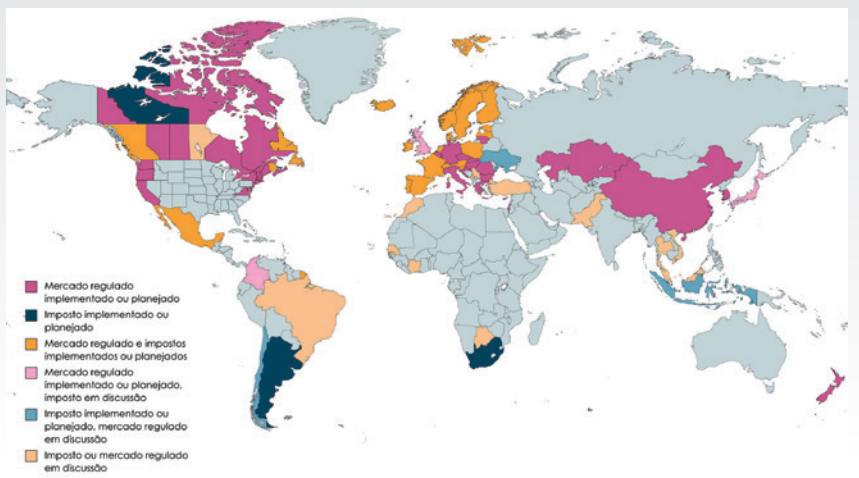 Mercado regulado
implementado ou planejado
Imposto implementado ou
planejado
Mercado regulado e impostos
implementados ou planejados
Mercado regulado
implementado ou planejado,
imposto em discussão
Imposto implementado ou
planejado, mercado regulado
em discussão
Imposto ou mercado regulado
em discussão